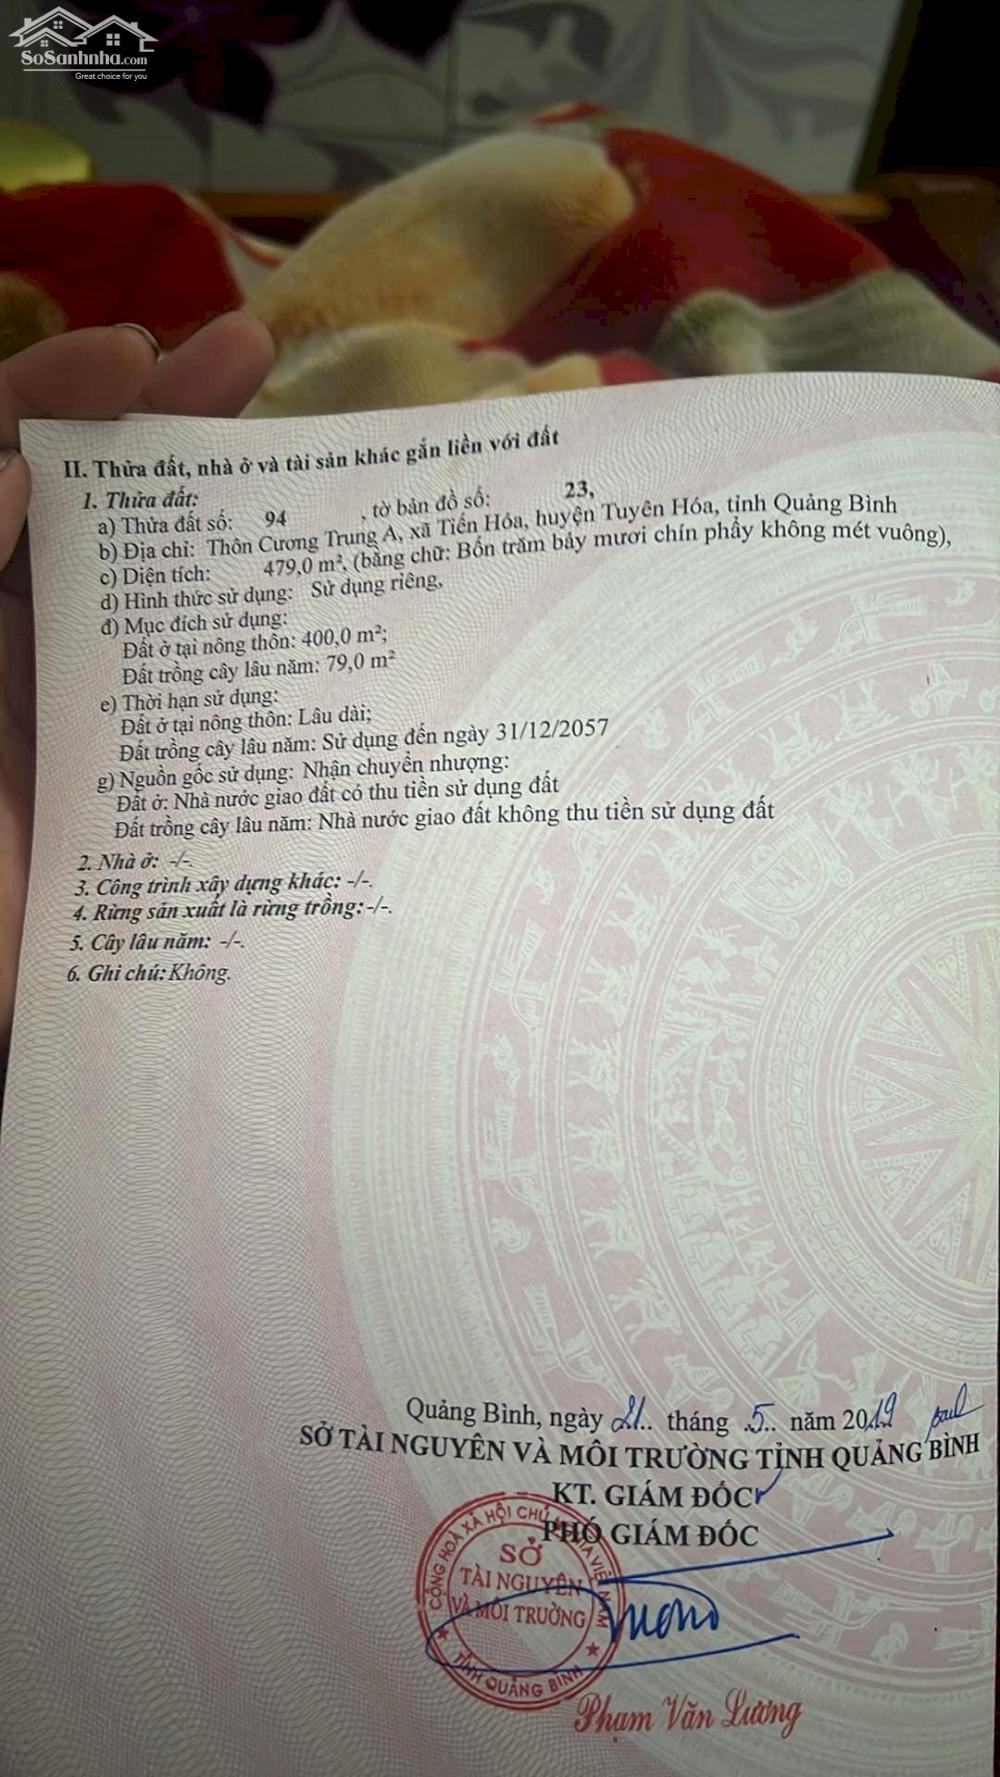 SoSanhnha.com
Great choice for you
II. Thửa đất, nhà ở và tài sản khác gắn liền với đất
1. Thửa đất:
a) Thửa đất số: 94 , tờ bản đồ số: 23,
b) Địa chỉ: Thôn Cương Trung A, xã Tiến Hóa, huyện Tuyên Hóa, tỉnh Quảng Bình
c) Diện tích: 479,0 m², (bằng chữ: Bốn trăm bảy mươi chín phẩy không mét vuông),
d) Hình thức sử dụng: Sử dụng riêng,
đ) Mục đích sử dụng:
Đất ở tại nông thôn: 400,0 m²;
Đất trồng cây lâu năm: 79,0 m²
e) Thời hạn sử dụng:
Đất ở tại nông thôn: Lâu dài;
Đất trồng cây lâu năm: Sử dụng đến ngày 31/12/2057
g) Nguồn gốc sử dụng: Nhận chuyển nhượng:
Đất ở: Nhà nước giao đất có thu tiền sử dụng đất
Đất trồng cây lâu năm: Nhà nước giao đất không thu tiền sử dụng đất
2. Nhà ở: -/-.
3. Công trình xây dựng khác: -/-.
4. Rừng sản xuất là rừng trồng: -/-.
5. Cây lâu năm: -/-.
6. Ghi chú: Không.
Quảng Bình, ngày 21.. tháng .5.. năm 2019
SỞ TÀI NGUYÊN VÀ MÔI TRƯỜNG TỈNH QUẢNG BÌNH
KT. GIÁM ĐỐC
PHÓ GIÁM ĐỐC
CỘNG HOÀ XÃ HỘI CHỦ NGHĨA VIỆT NAM
SỞ
TÀI NGUYÊN
VÀ MÔI TRƯỜNG
TỈNH QUẢNG BÌNH
Phạm Văn Lương